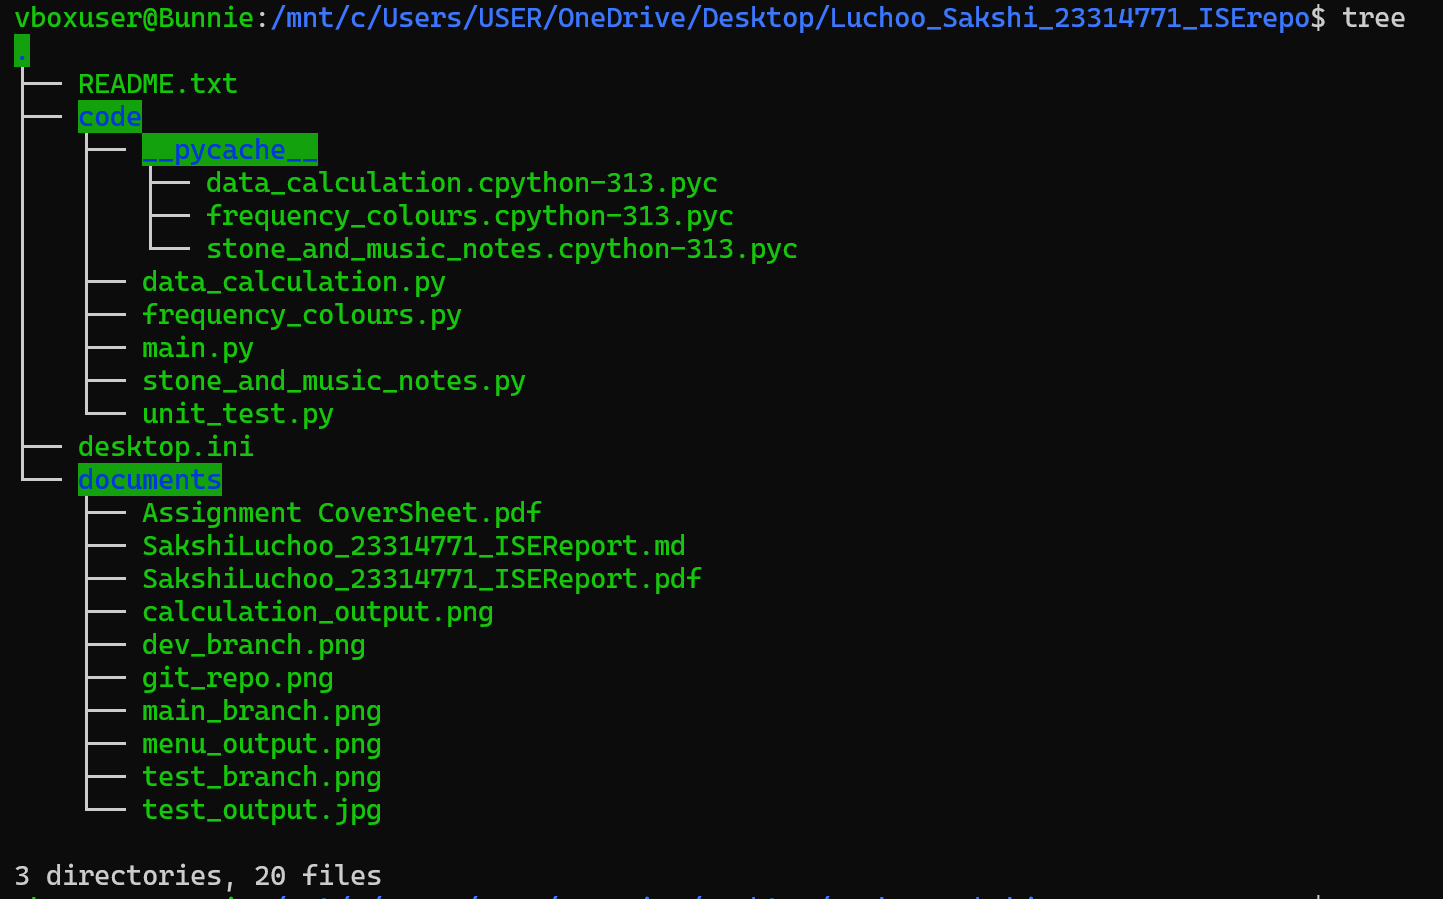 vboxuser@Bunnie:/mnt/c/Users/USER/OneDrive/Desktop/Luchoo_Sakshi_23314771_ISErepo$ tree
.
├── README.txt
├── code
│   ├── __pycache__
│   │   ├── data_calculation.cpython-313.pyc
│   │   ├── frequency_colours.cpython-313.pyc
│   │   └── stone_and_music_notes.cpython-313.pyc
│   ├── data_calculation.py
│   ├── frequency_colours.py
│   ├── main.py
│   ├── stone_and_music_notes.py
│   └── unit_test.py
├── desktop.ini
└── documents
    ├── Assignment CoverSheet.pdf
    ├── SakshiLuchoo_23314771_ISEReport.md
    ├── SakshiLuchoo_23314771_ISEReport.pdf
    ├── calculation_output.png
    ├── dev_branch.png
    ├── git_repo.png
    ├── main_branch.png
    ├── menu_output.png
    ├── test_branch.png
    └── test_output.jpg

3 directories, 20 files